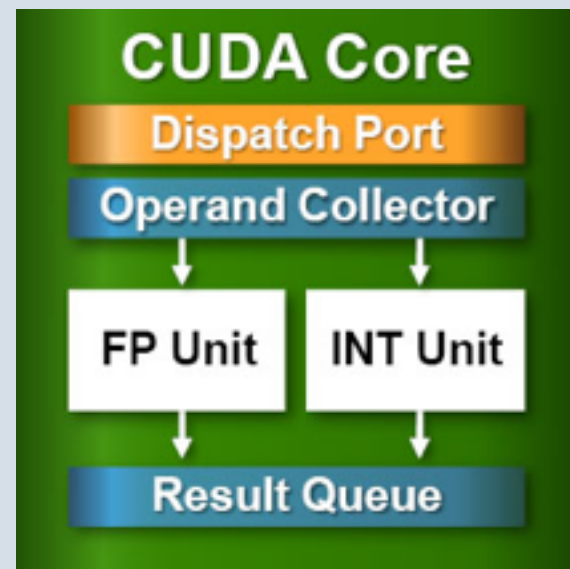 CUDA Core
Dispatch Port
Operand Collector
FP Unit
INT Unit
Result Queue